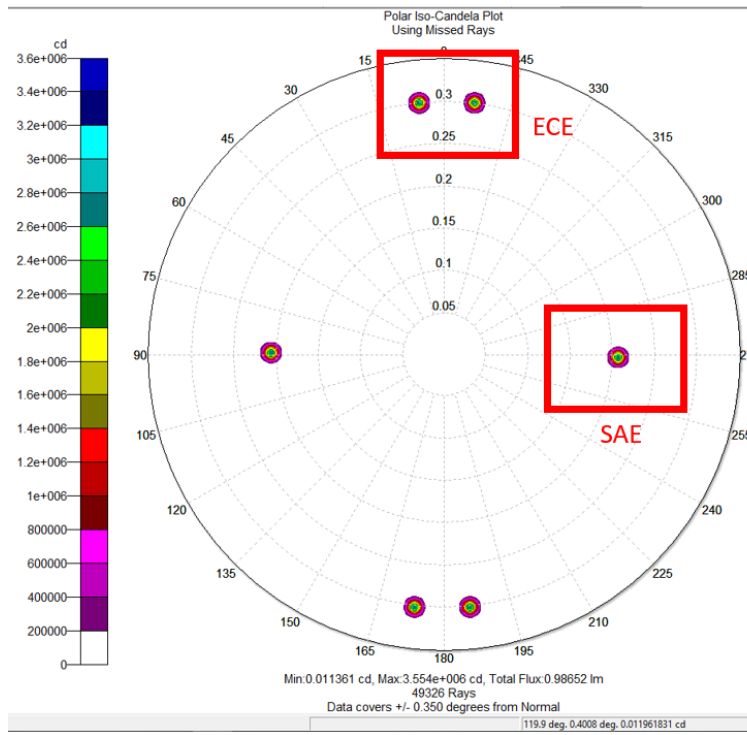 Polar Iso-Candela Plot
Using Missed Rays
cd
3.6e+006
3.4e+006
3.2e+006
3e+006
2.8e+006
2.6e+006
2.4e+006
2.2e+006
2e+006
1.8e+006
1.6e+006
1.4e+006
1.2e+006
1e+006
800000
600000
400000
200000
0
15
30
45
60
75
90
105
120
135
150
165
180
195
210
225
240
255
285
300
315
330
0.3
0.25
0.2
0.15
0.1
0.05
ECE
SAE
Min:0.011361 cd, Max:3.554e+006 cd, Total Flux:0.98652 lm
49326 Rays
Data covers +/- 0.350 degrees from Normal
119.9 deg. 0.4008 deg. 0.011961831 cd